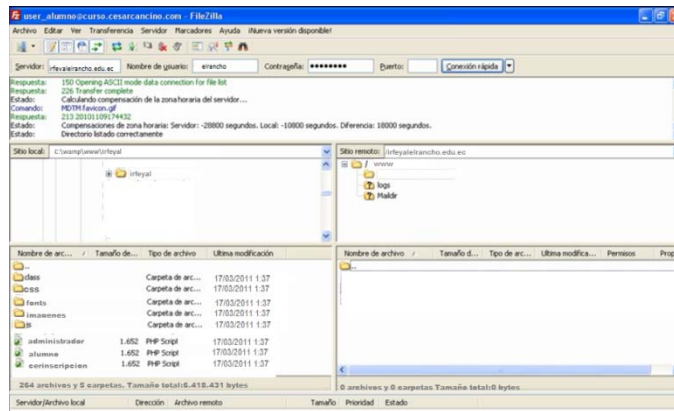 user_alumno@curso.cesarcancino.com - FileZilla
Archivo Editar Ver Transferencia Servidor Marcadores Ayuda ¡Nueva versión disponible!
Servidor: irfeyalelrancho.edu.ec Nombre de usuario: elrancho Contraseña: ●●●●●●●● Puerto: Conexión rápida
Respuesta: 150 Opening ASCII mode data connection for file list
Respuesta: 226 Transfer complete
Estado: Calculando compensación de la zona horaria del servidor...
Comando: MDTM favicon.gif
Respuesta: 213 20101109174432
Estado: Compensaciones de zona horaria: Servidor: -28800 segundos. Local: -10800 segundos. Diferencia: 18000 segundos.
Estado: Directorio listado correctamente
Sitio local: C:\wamp\www\irfeyal Sitio remoto: /irfeyalelrancho.edu.ec
irfeyal
/ www
logs
Maildir
Nombre de arc... / Tamaño de... Tipo de archivo Ultima modificación
..
class Carpeta de arc... 17/03/2011 1:37
css Carpeta de arc... 17/03/2011 1:37
fonts Carpeta de arc... 17/03/2011 1:37
imagenes Carpeta de arc... 17/03/2011 1:37
Carpeta de arc... 17/03/2011 1:37
administrador 1.652 PHP Script 17/03/2011 1:37
alumno 1.652 PHP Script 17/03/2011 1:37
1.652 PHP Script 17/03/2011 1:37
264 archivos y 5 carpetas. Tamaño total:5.418.431 bytes
Nombre de archivo / Tamaño d... Tipo de arc... Ultima modifica... Permisos Prop
..
0 archivos y 0 carpetas Tamaño total:0 bytes
Servidor/Archivo local Dirección Archivo remoto Tamaño Prioridad Estado